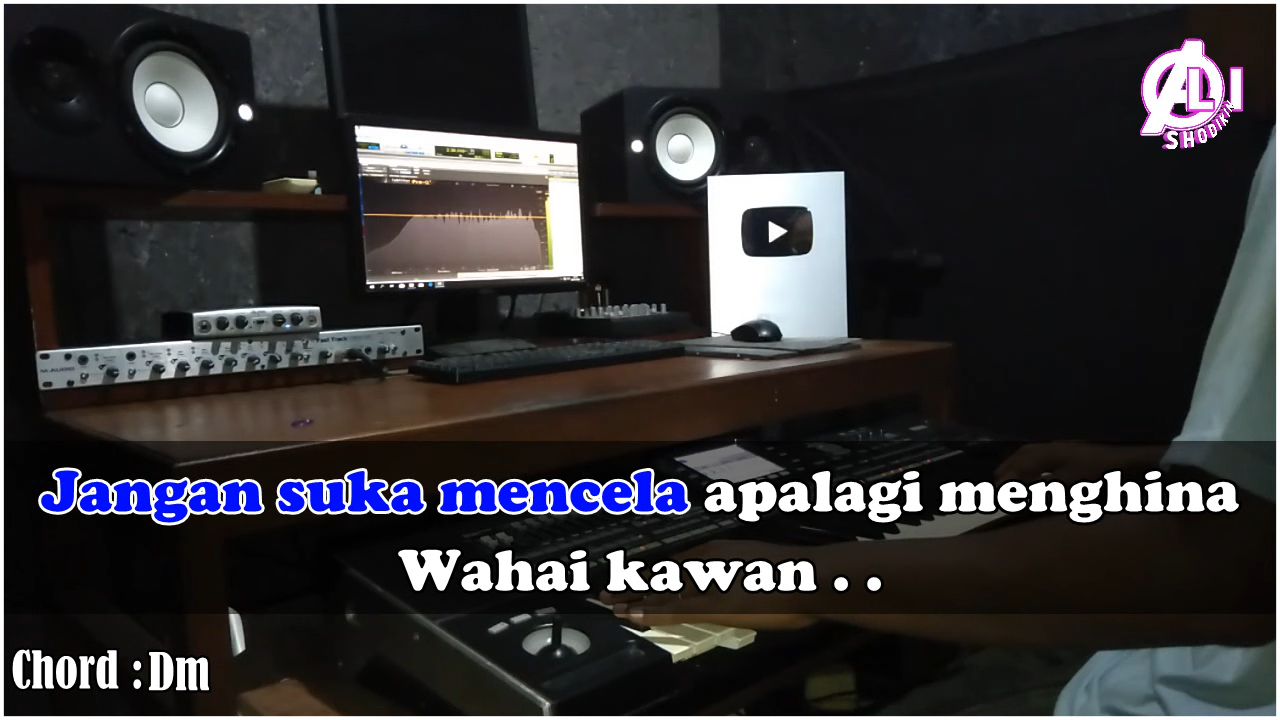 ALI
SHODIKIN
Jangan suka mencela apalagi menghina
Wahai kawan . .
Chord : Dm